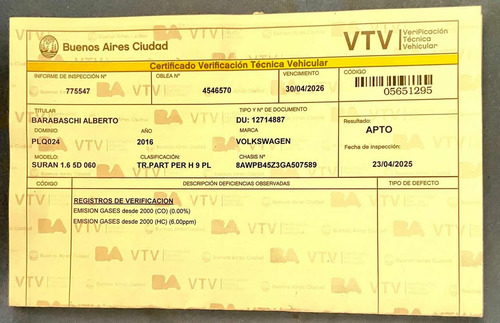 Buenos Aires Ciudad
VTV Verificación Técnica Vehicular
Certificado Verificación Técnica Vehicular
INFORME DE INSPECCIÓN Nº
775547
OBLEA Nº
4546570
VENCIMIENTO
30/04/2026
CÓDIGO
05651295
TITULAR
BARABASCHI ALBERTO
TIPO Y Nº DE DOCUMENTO
DU: 12714887
DOMINIO
PLQ024
AÑO
2016
MARCA
VOLKSWAGEN
MODELO:
SURAN 1.6 5D 060
CLASIFICACIÓN:
TR.PART PER H 9 PL
CHASIS Nº
8AWPB45Z3GA507589
Resultado:
APTO
Fecha de inspección:
23/04/2025
CÓDIGO
DESCRIPCIÓN DEFICIENCIAS OBSERVADAS
TIPO DE DEFECTO
REGISTROS DE VERIFICACION
EMISION GASES desde 2000 (CO) (0.00%)
EMISION GASES desde 2000 (HC) (6.00ppm)